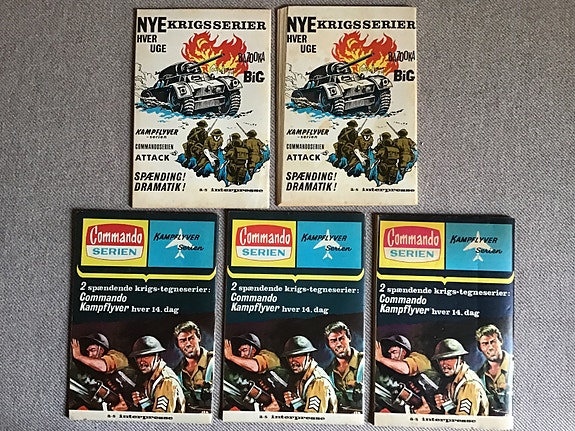 NYE KRIGSSERIER
HVER
UGE
BAZOOKA
BiG
KAMPFLYVER
-serien
COMMANDOSERIEN
ATTACK
SPÆNDING!
DRAMATIK!
interpresse
NYE KRIGSSERIER
HVER
UGE
BAZOOKA
BiG
KAMPFLYVER
-serien
COMMANDOSERIEN
ATTACK
SPÆNDING!
DRAMATIK!
interpresse
Commando
SERIEN
KAMPFLYVER
Serien
2 spændende krigs-tegneserier:
Commando
Kampflyver hver 14. dag
interpresse
Commando
SERIEN
KAMPFLYVER
Serien
2 spændende krigs-tegneserier:
Commando
Kampflyver hver 14. dag
interpresse
Commando
SERIEN
KAMPFLYVER
Serien
2 spændende krigs-tegneserier:
Commando
Kampflyver hver 14. dag
interpresse